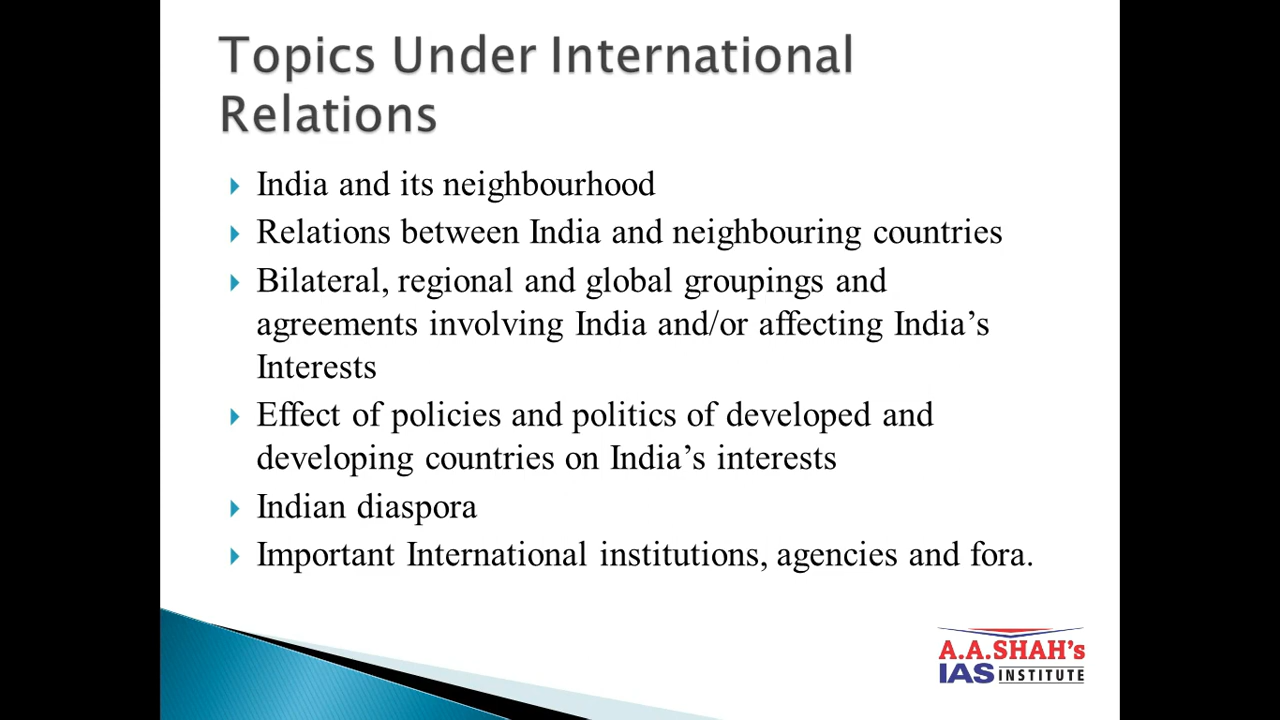 Topics Under International
Relations
India and its neighbourhood
Relations between India and neighbouring countries
Bilateral, regional and global groupings and
agreements involving India and/or affecting India’s
Interests
Effect of policies and politics of developed and
developing countries on India’s interests
Indian diaspora
Important International institutions, agencies and fora.
A.A.SHAH's
IAS INSTITUTE